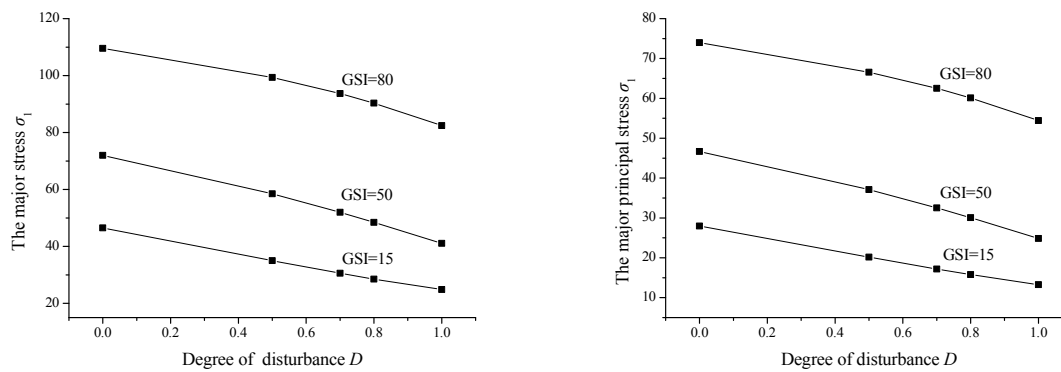 120
100
80
60
40
20
The major stress σ1
GSI=80
GSI=50
GSI=15
0.0 0.2 0.4 0.6 0.8 1.0
Degree of disturbance D
80
70
60
50
40
30
20
10
The major principal stress σ1
GSI=80
GSI=50
GSI=15
0.0 0.2 0.4 0.6 0.8 1.0
Degree of disturbance D